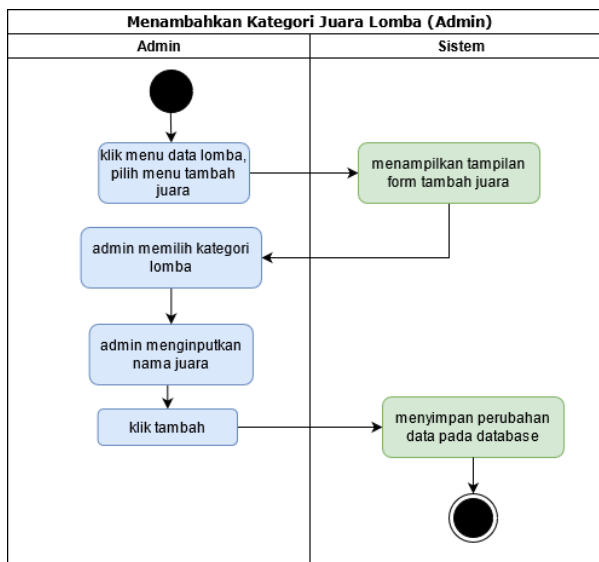 Menambahkan Kategori Juara Lomba (Admin)
Admin
Sistem
klik menu data lomba,
pilih menu tambah
juara
menampilkan tampilan
form tambah juara
admin memilih kategori
lomba
admin menginputkan
nama juara
klik tambah
menyimpan perubahan
data pada database